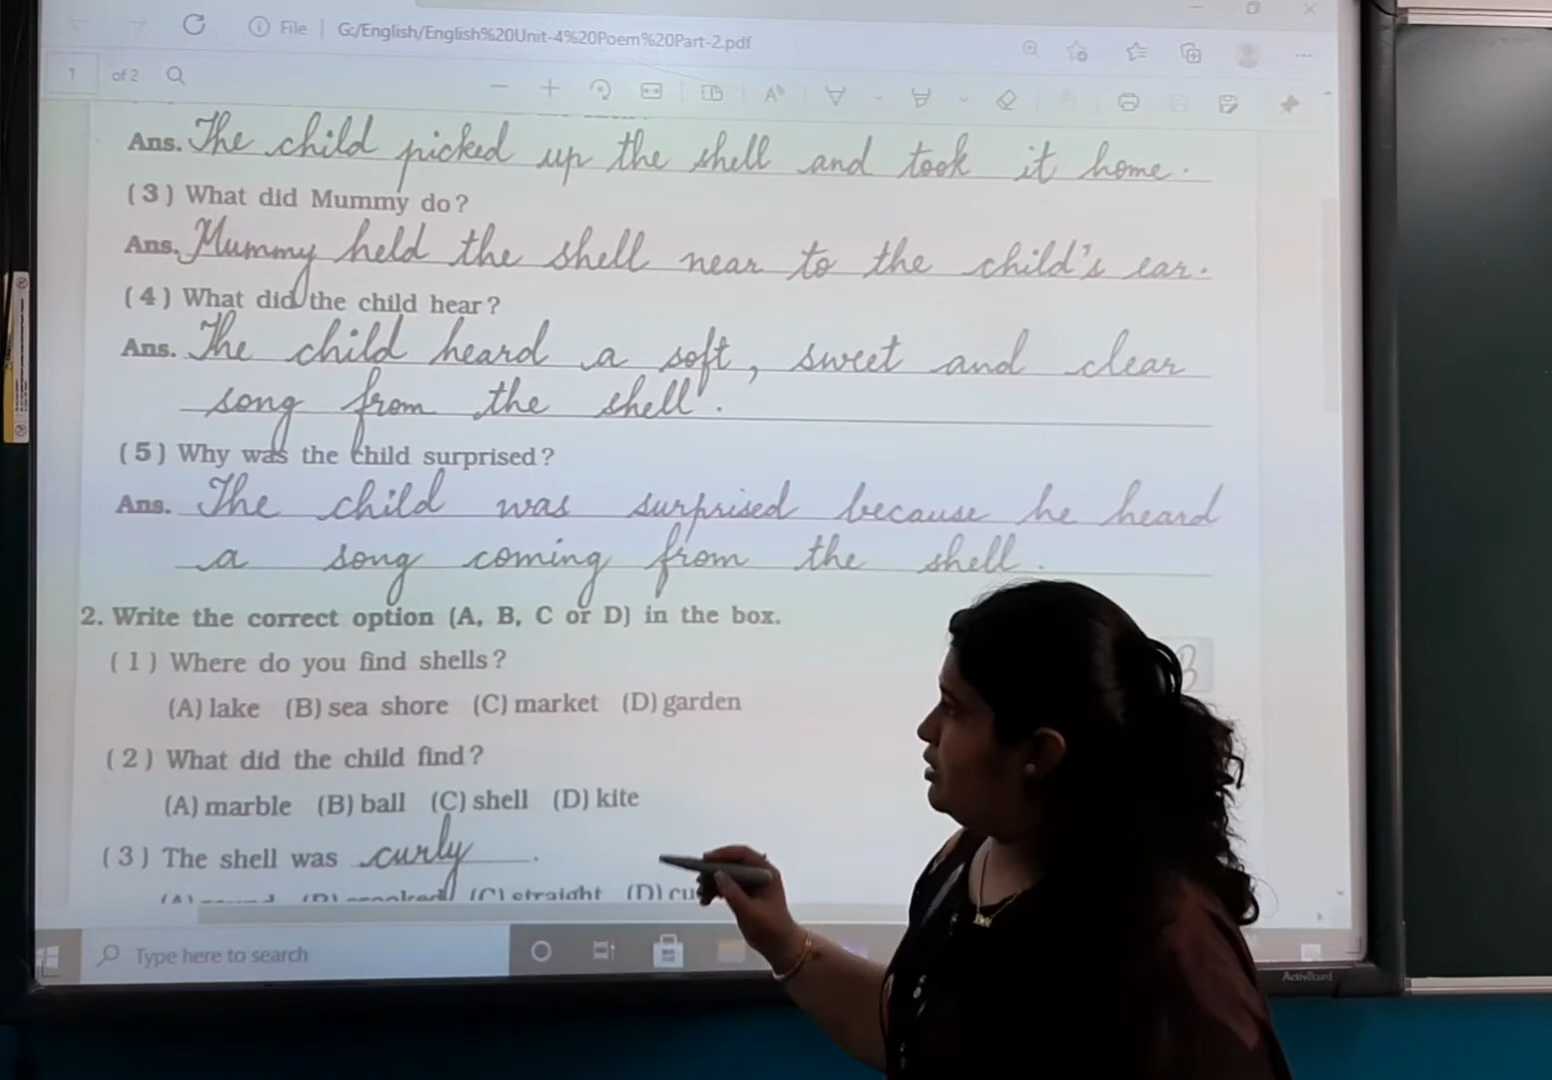 File | G:/English/English%20Unit-4%20Poem%20Part-2.pdf
1 of 2
Ans. The child picked up the shell and took it home.
(3) What did Mummy do?
Ans. Mummy held the shell near to the child's ear.
(4) What did the child hear?
Ans. The child heard a soft, sweet and clear
song from the shell.
(5) Why was the child surprised?
Ans. The child was surprised because he heard
a song coming from the shell.
2. Write the correct option (A, B, C or D) in the box.
(1) Where do you find shells? B
(A) lake (B) sea shore (C) market (D) garden
(2) What did the child find?
(A) marble (B) ball (C) shell (D) kite
(3) The shell was curly.
(C) straight (D)
Type here to search
ActivBoard